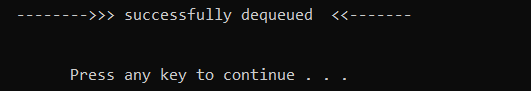 -------->>> successfully dequeued  <<-------
Press any key to continue . . .